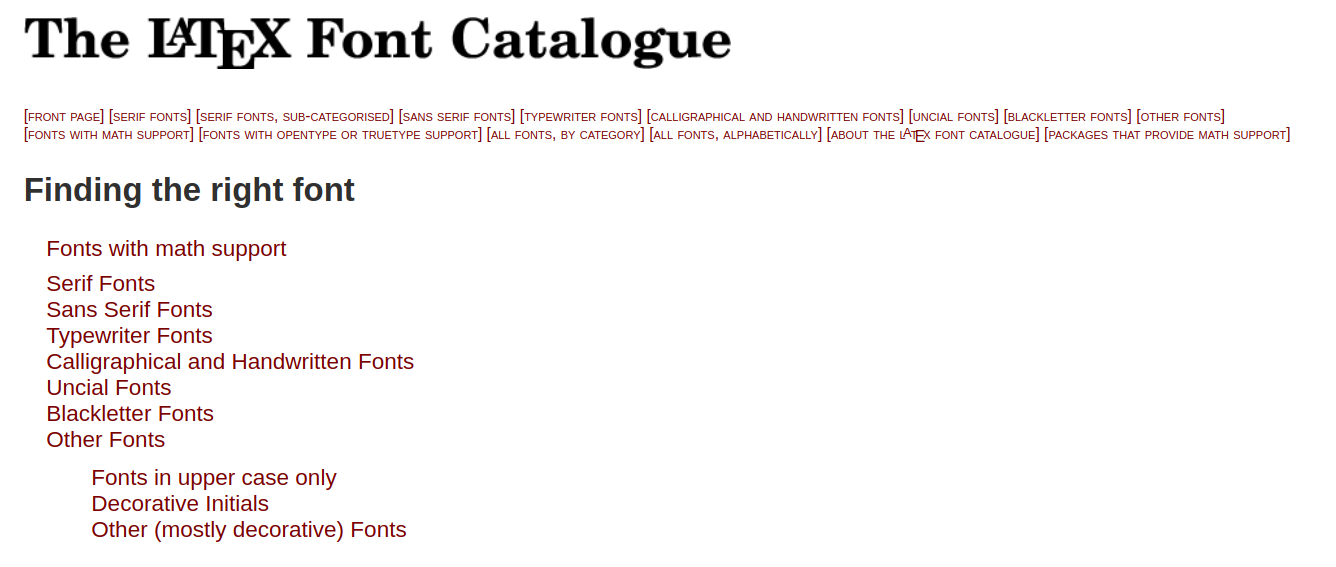 The LATEX Font Catalogue
[FRONT PAGE] [SERIF FONTS] [SERIF FONTS, SUB-CATEGORISED] [SANS SERIF FONTS] [TYPEWRITER FONTS] [CALLIGRAPHICAL AND HANDWRITTEN FONTS] [UNCIAL FONTS] [BLACKLETTER FONTS] [OTHER FONTS]
[FONTS WITH MATH SUPPORT] [FONTS WITH OPENTYPE OR TRUETYPE SUPPORT] [ALL FONTS, BY CATEGORY] [ALL FONTS, ALPHABETICALLY] [ABOUT THE LATEX FONT CATALOGUE] [PACKAGES THAT PROVIDE MATH SUPPORT]
Finding the right font
Fonts with math support
Serif Fonts
Sans Serif Fonts
Typewriter Fonts
Calligraphical and Handwritten Fonts
Uncial Fonts
Blackletter Fonts
Other Fonts
Fonts in upper case only
Decorative Initials
Other (mostly decorative) Fonts